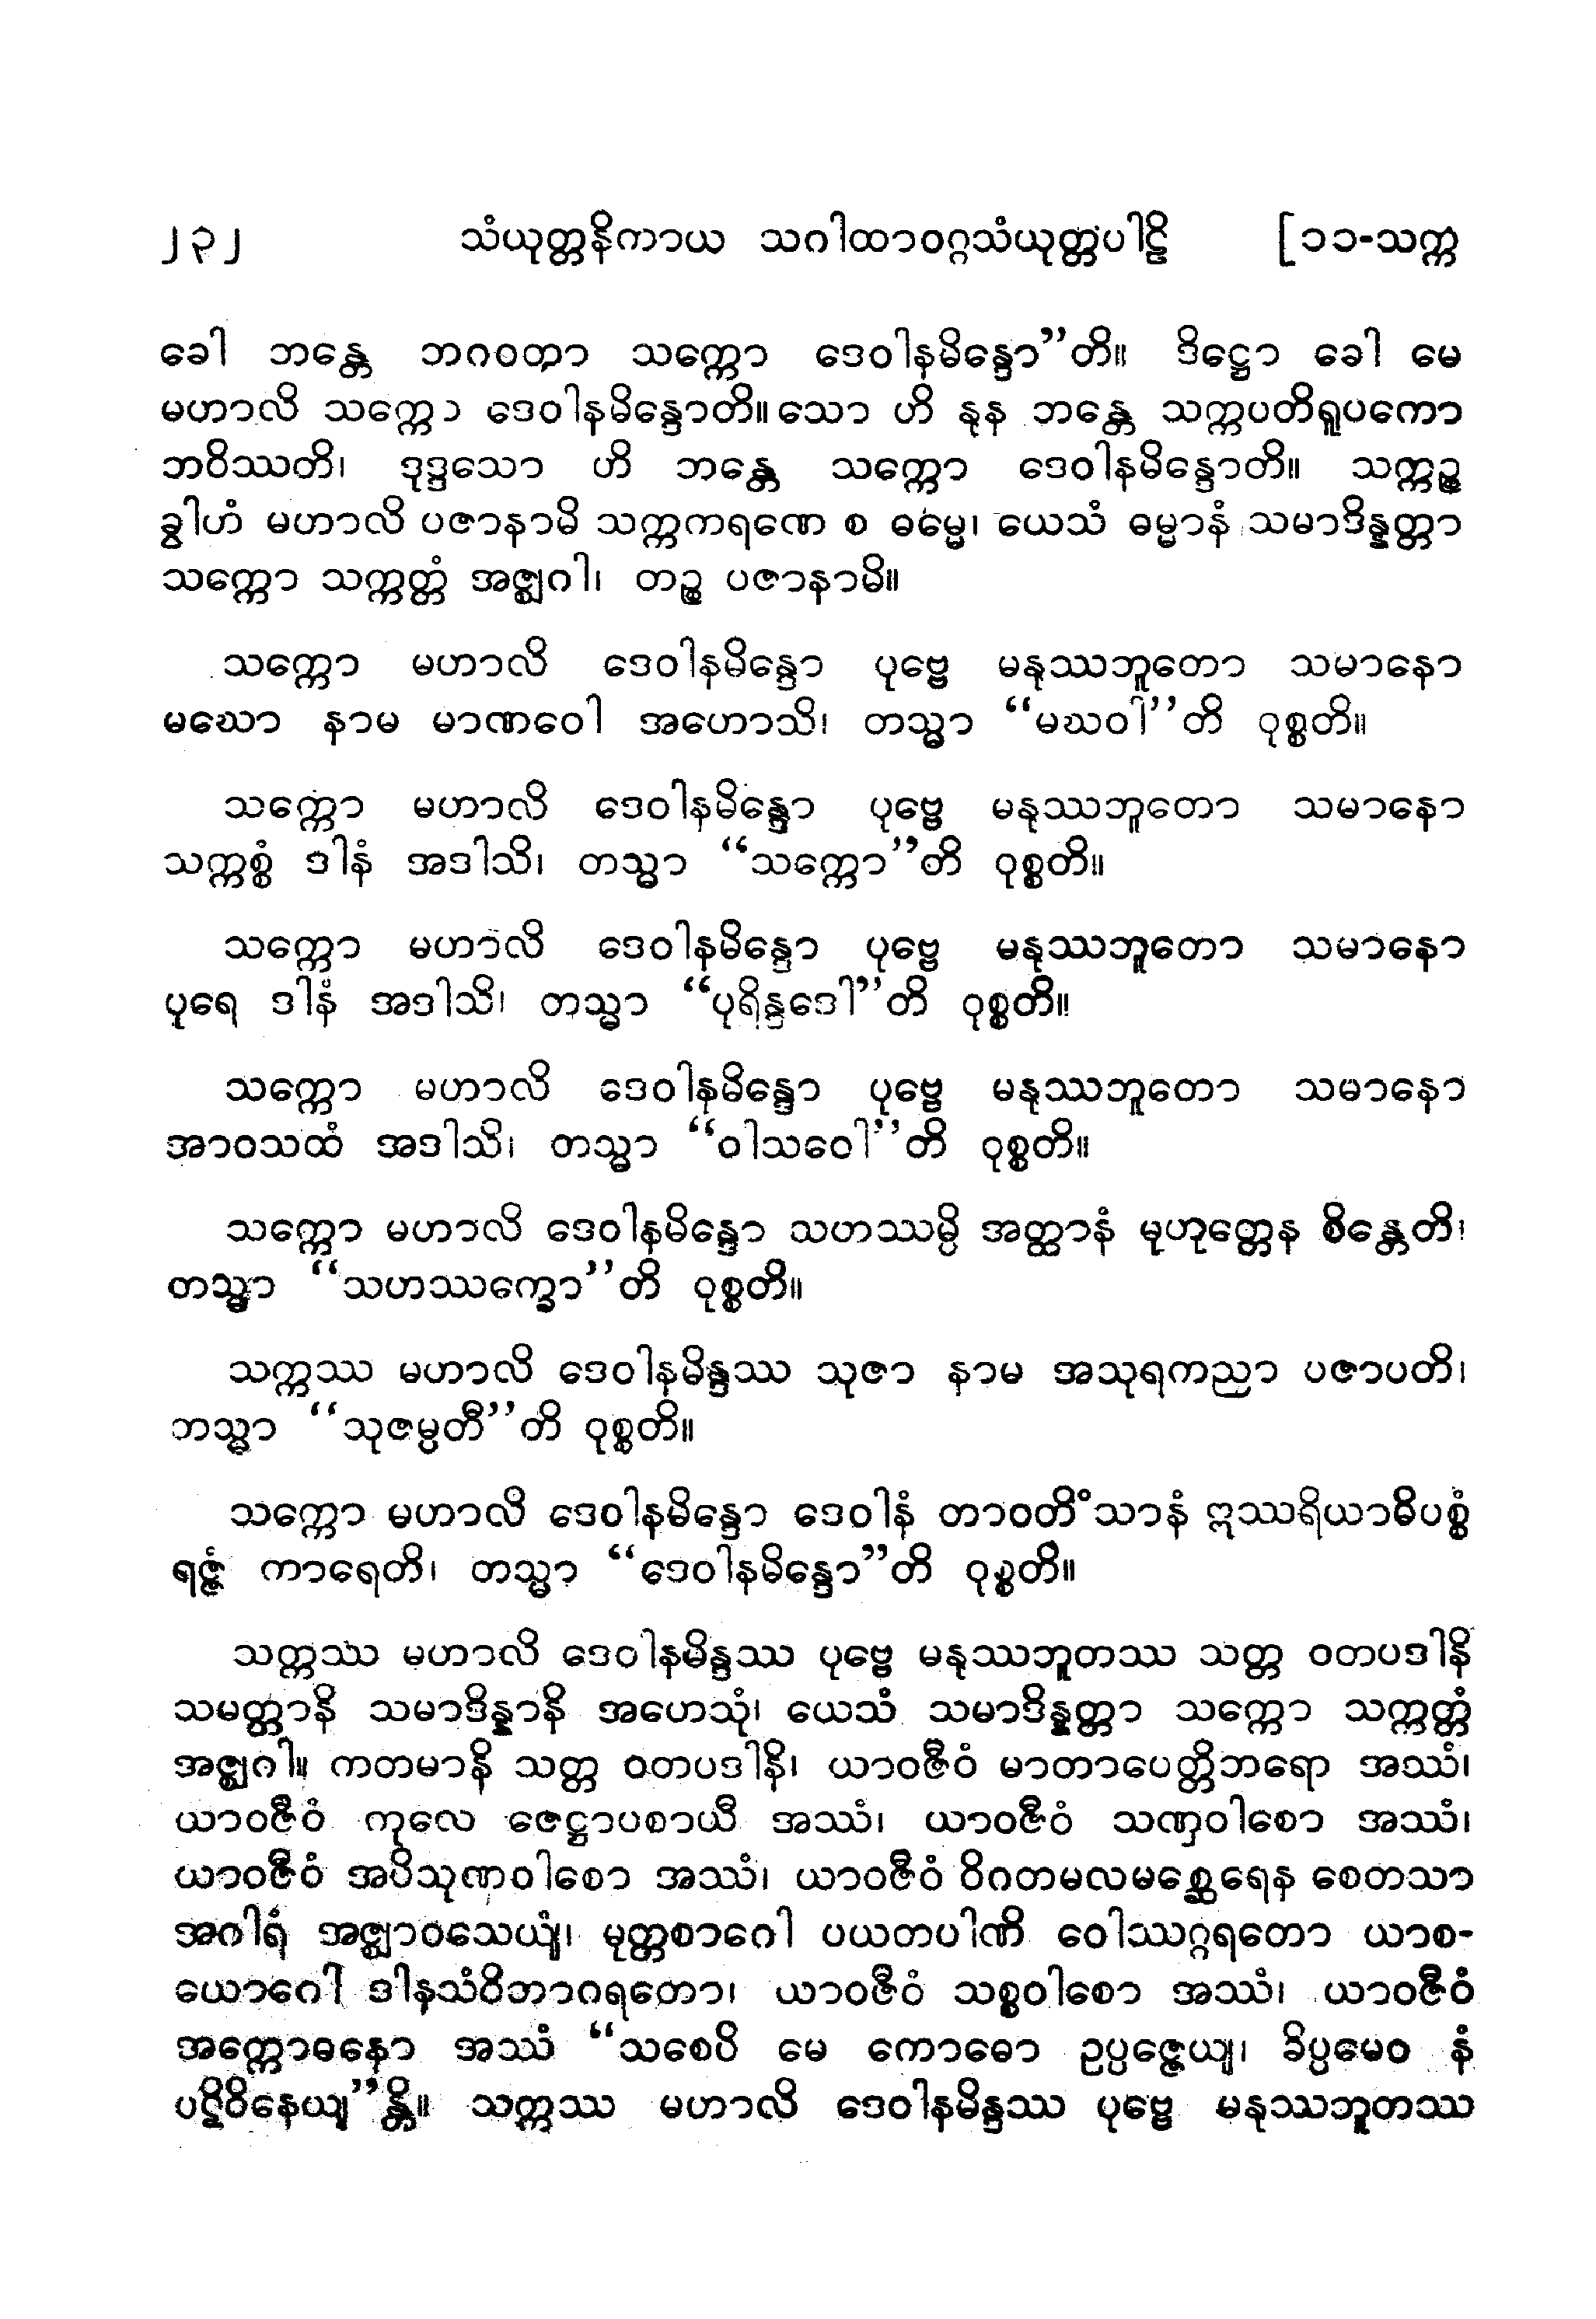 ၂၃၂ သံယုတ္တနိကာယ သဂါထာဝဂ္ဂသံယုတ္တပါဠိ [၁၁-သက္က
ခေါ ဘန္တေ ဘဂဝတာ သက္ကော ဒေဝါနမိန္ဒော”တိ။ ဒိဋ္ဌော ခေါ မေ
မဟာလိ သက္ကော ဒေဝါနမိန္ဒောတိ။ သော ဟိ နုန ဘန္တေ သက္ကပတိရူပကော
ဘဝိဿတိ၊ ဒုဒ္ဒသော ဟိ ဘန္တေ သက္ကော ဒေဝါနမိန္ဒောတိ။ သက္ကဉ္စ
ခွါဟံ မဟာလိ ပဇာနာမိ သက္ကကရဏေ စ ဓမ္မေ၊ ယေသံ ဓမ္မာနံ သမာဒိန္နတ္တာ
သက္ကော သက္ကတ္တံ အဇ္ဈဂါ၊ တဉ္စ ပဇာနာမိ။
သက္ကော မဟာလိ ဒေဝါနမိန္ဒော ပုဗ္ဗေ မနုဿဘူတော သမာနော
မဃော နာမ မာဏဝေါ အဟောသိ၊ တသ္မာ “မဃဝါ”တိ ဝုစ္စတိ။
သက္ကော မဟာလိ ဒေဝါနမိန္ဒော ပုဗ္ဗေ မနုဿဘူတော သမာနော
သက္ကစ္စံ ဒါနံ အဒါသိ၊ တသ္မာ “သက္ကော”တိ ဝုစ္စတိ။
သက္ကော မဟာလိ ဒေဝါနမိန္ဒော ပုဗ္ဗေ မနုဿဘူတော သမာနော
ပုရေ ဒါနံ အဒါသိ၊ တသ္မာ “ပုရိန္ဒဒေါ”တိ ဝုစ္စတိ။
သက္ကော မဟာလိ ဒေဝါနမိန္ဒော ပုဗ္ဗေ မနုဿဘူတော သမာနော
အာဝသထံ အဒါသိ၊ တသ္မာ “ဝါသဝေါ”တိ ဝုစ္စတိ။
သက္ကော မဟာလိ ဒေဝါနမိန္ဒော သဟဿမ္ပိ အတ္ထာနံ မုဟုတ္တေန စိန္တေတိ၊
တသ္မာ “သဟဿက္ခော”တိ ဝုစ္စတိ။
သက္ကဿ မဟာလိ ဒေဝါနမိန္ဒဿ သုဇာ နာမ အသုရကညာ ပဇာပတိ၊
တသ္မာ “သုဇမ္ပတီ”တိ ဝုစ္စတိ။
သက္ကော မဟာလိ ဒေဝါနမိန္ဒော ဒေဝါနံ တာဝတိံသာနံ ဣဿရိယာဓိပစ္စံ
ရဇ္ဇံ ကာရေတိ၊ တသ္မာ “ဒေဝါနမိန္ဒော”တိ ဝုစ္စတိ။
သက္ကဿ မဟာလိ ဒေဝါနမိန္ဒဿ ပုဗ္ဗေ မနုဿဘူတဿ သတ္တ ဝတပဒါနိ
သမတ္တာနိ သမာဒိန္နာနိ အဟေသုံ၊ ယေသံ သမာဒိန္နတ္တာ သက္ကော သက္ကတ္တံ
အဇ္ဈဂါ။ ကတမာနိ သတ္တ ဝတပဒါနိ၊ ယာဝဇီဝံ မာတာပေတ္တိဘရော အဿံ၊
ယာဝဇီဝံ ကုလေ ဇေဋ္ဌာပစာယီ အဿံ၊ ယာဝဇီဝံ သဏှဝါစော အဿံ၊
ယာဝဇီဝံ အပိသုဏဝါစော အဿံ၊ ယာဝဇီဝံ ဝိဂတမလမစ္ဆေရေန စေတသာ
အဂါရံ အဇ္ဈာဝသေယျံ၊ မုတ္တစာဂေါ ပယတပါဏိ ဝေါဿဂ္ဂရတော ယာစ-
ယောဂေါ ဒါနသံဝိဘာဂရတော၊ ယာဝဇီဝံ သစ္စဝါစော အဿံ၊ ယာဝဇီဝံ
အက္ကောဓနော အဿံ “သစေပိ မေ ကောဓော ဥပ္ပဇ္ဇေယျ၊ ခိပ္ပမေဝ နံ
ပဋိဝိနေယျ”န္တိ။ သက္ကဿ မဟာလိ ဒေဝါနမိန္ဒဿ ပုဗ္ဗေ မနုဿဘူတဿ